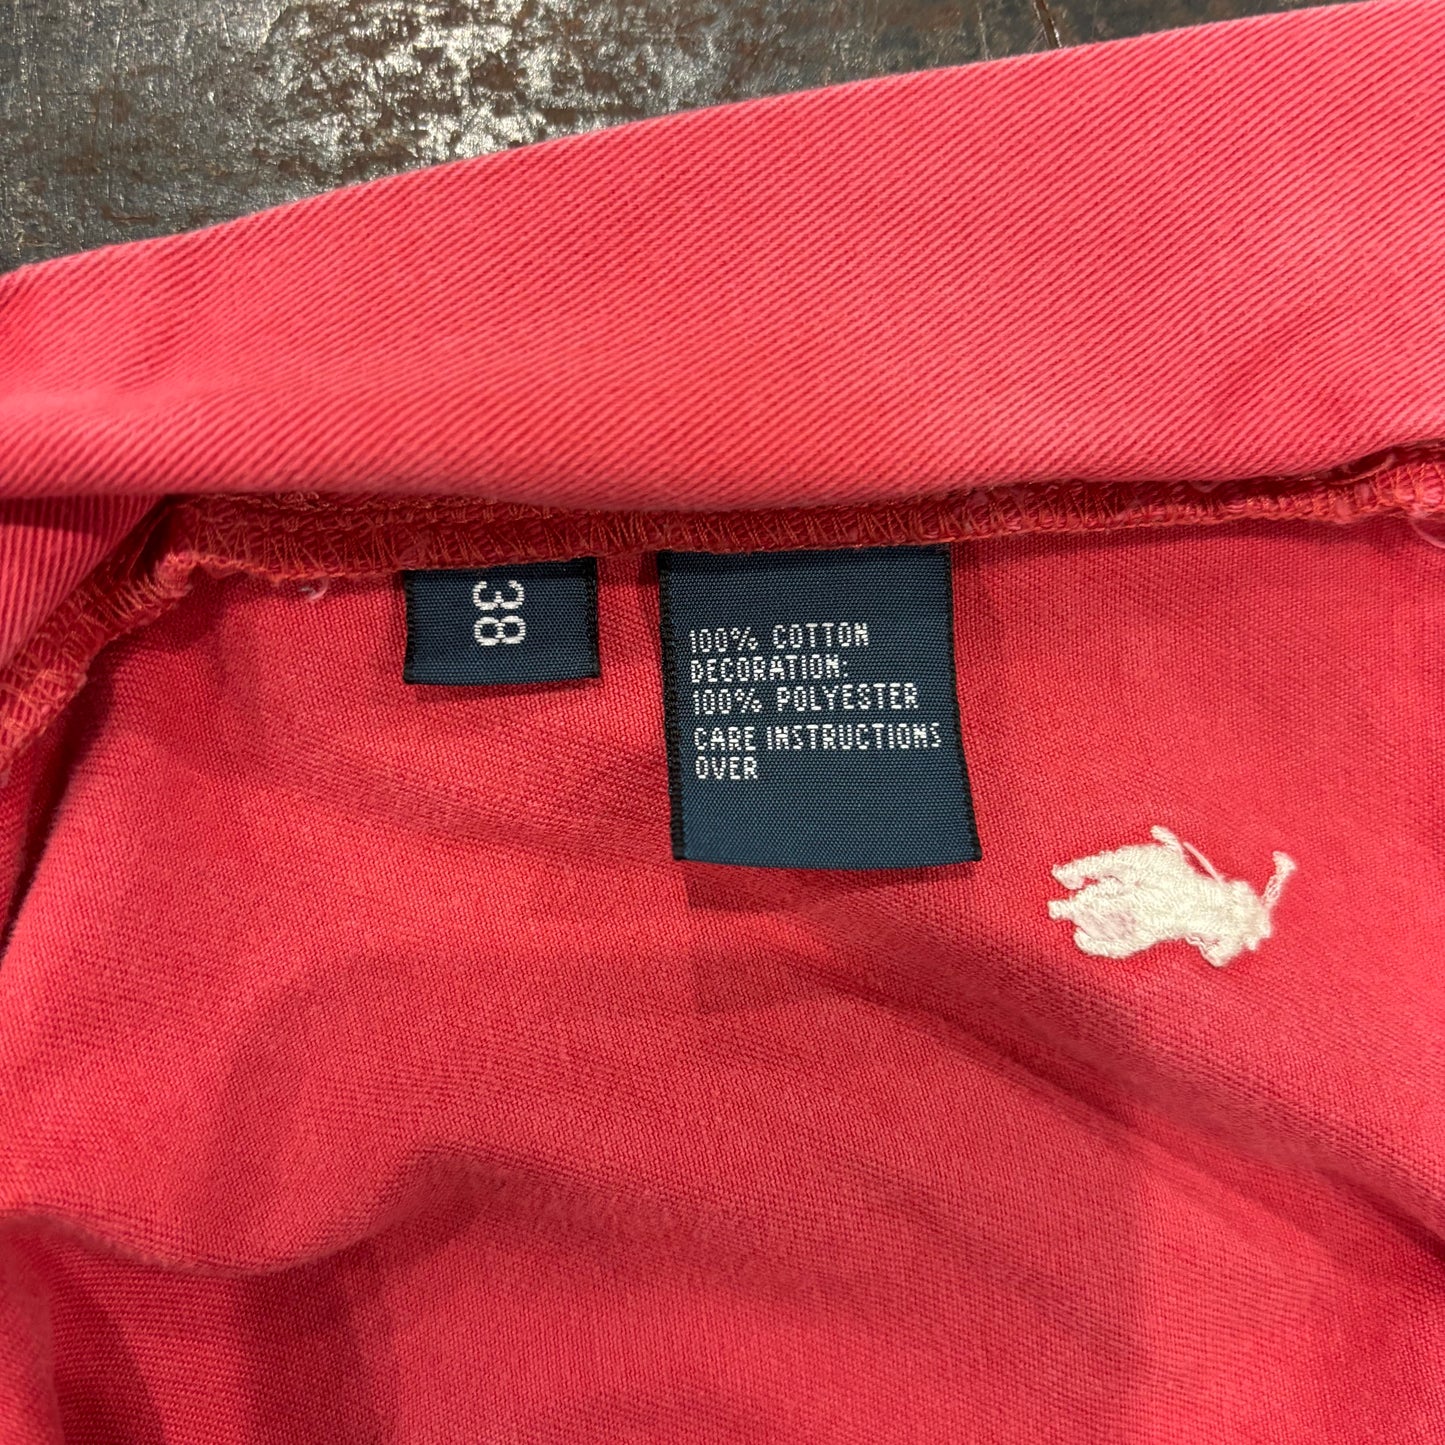 38
100% COTTON
DECORATION:
100% POLYESTER
CARE INSTRUCTIONS
OVER